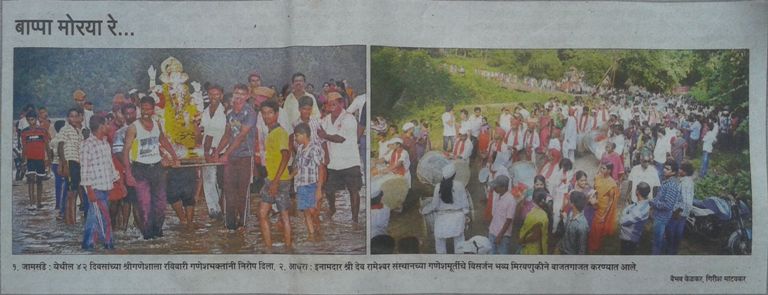 बाप्पा मोरया रे...
१. जामसंडे : येथील ४२ दिवसांच्या श्रीगणेशाला रविवारी गणेशभक्तांनी निरोप दिला. २. आचरा : इनामदार श्री देव रामेश्वर संस्थानच्या गणेशमूर्तीचे विसर्जन भव्य मिरवणुकीने वाजतगाजत करण्यात आले.
वैभव केळकर, गिरीश माटवकर